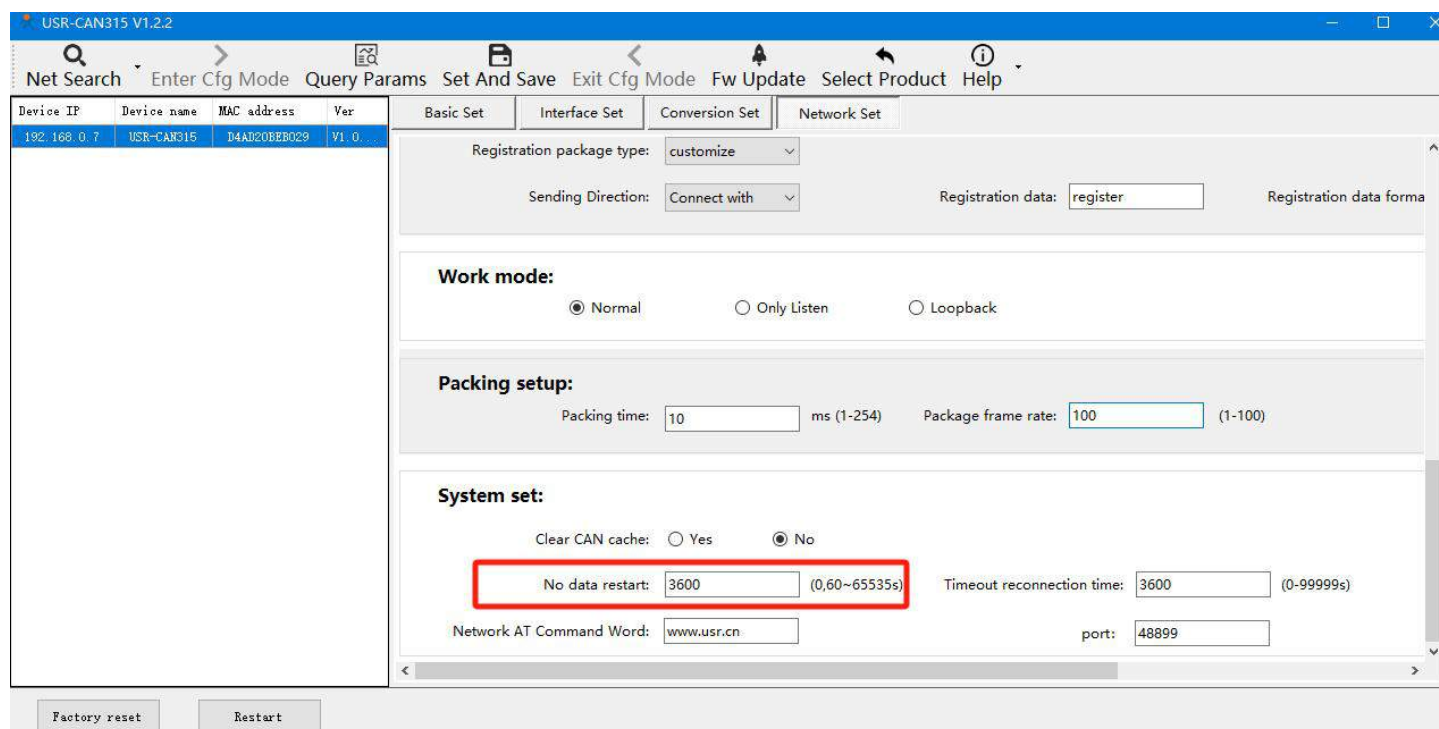 USR-CAN315 V1.2.2
Net Search Enter Cfg Mode Query Params Set And Save Exit Cfg Mode Fw Update Select Product Help
Device IP Device name MAC address Ver
192.168.0.7 USR-CAN315 D4AD20BEB029 V1.0...
Basic Set Interface Set Conversion Set Network Set
Registration package type: customize
Sending Direction: Connect with Registration data: register Registration data forma
Work mode:
Normal Only Listen Loopback
Packing setup:
Packing time: 10 ms (1-254) Package frame rate: 100 (1-100)
System set:
Clear CAN cache: Yes No
No data restart: 3600 (0,60~65535s) Timeout reconnection time: 3600 (0-99999s)
Network AT Command Word: www.usr.cn port: 48899
Factory reset Restart